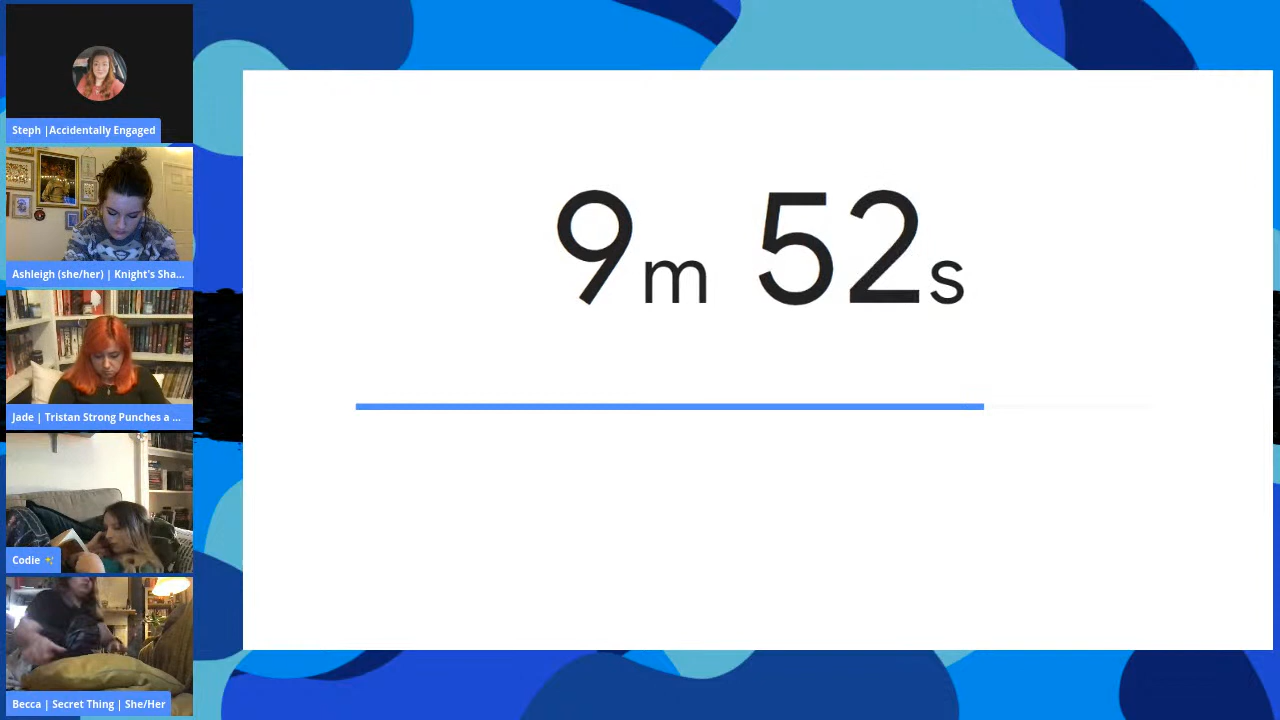 Steph |Accidentally Engaged
Ashleigh (she/her) | Knight's Sha...
Jade | Tristan Strong Punches a ...
Codie ✨
Becca | Secret Thing | She/Her
9m 52s